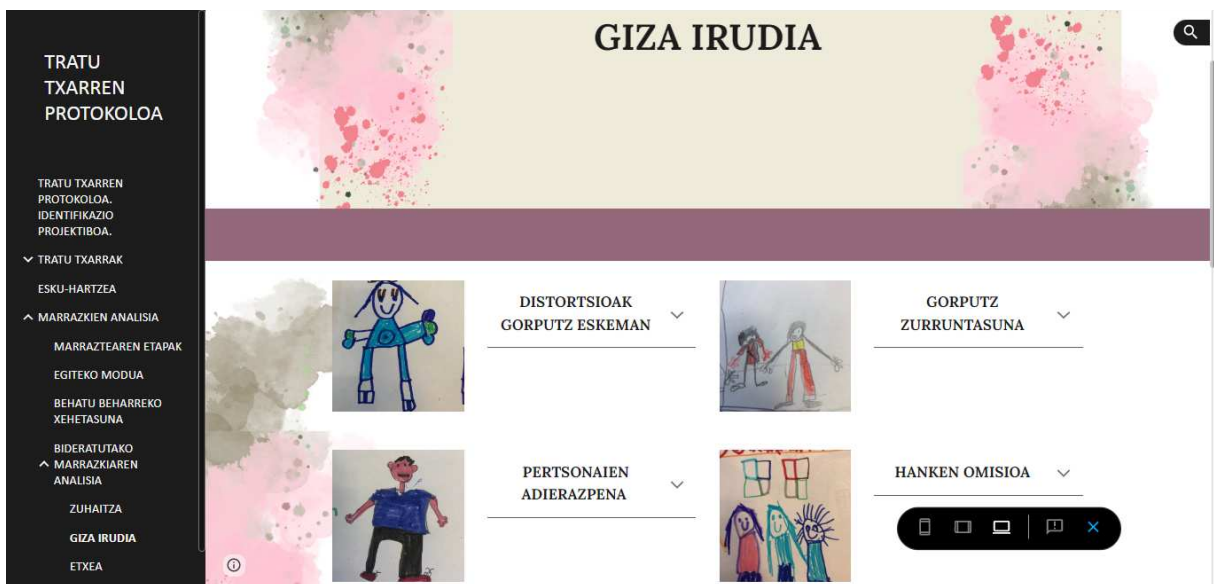 TRATU
TXARREN
PROTOKOLOA
TRATU TXARREN
PROTOKOLOA.
IDENTIFIKAZIO
PROJEKTIBOA.
TRATU TXARRAK
ESKU-HARTZEA
MARRAZKIEN ANALISIA
MARRAZTEAREN ETAPAK
EGITEKO MODUA
BEHATU BEHARREKO
XEHETASUNA
BIDERATUTAKO
MARRAZKIAREN
ANALISIA
ZUHAITZA
GIZA IRUDIA
ETXEA
GIZA IRUDIA
DISTORTSIOAK
GORPUTZ ESKEMAN
GORPUTZ
ZURRUNTASUNA
PERTSONAIEN
ADIERAZPENA
HANKEN OMISIOA